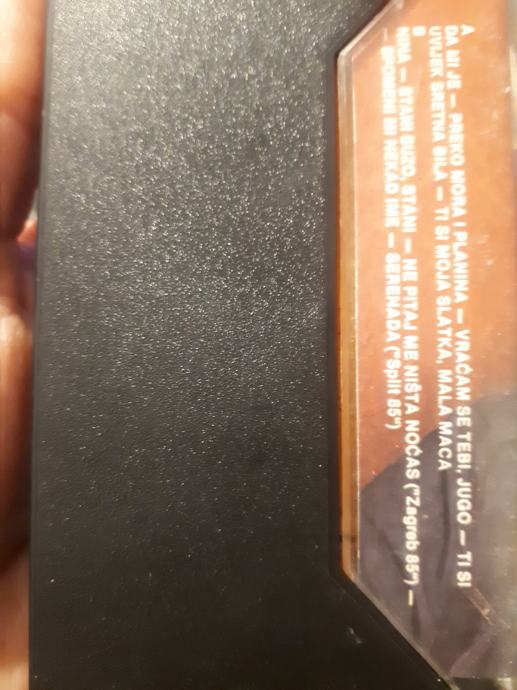 A
DA MI JE — PREKO MORA I PLANINA — VRAĆAM SE TEBI, JUGO — TI SI
UVIJEK SRETNA BILA — TI SI MOJA SLATKA, MALA MACA
B
NINA — STANI BUZO, STANI — NE PITAJ ME NIŠTA NOĆAS ("Zagreb 85") —
— SPOMENI MI NEKAD IME — SERENADA ("Split 85")